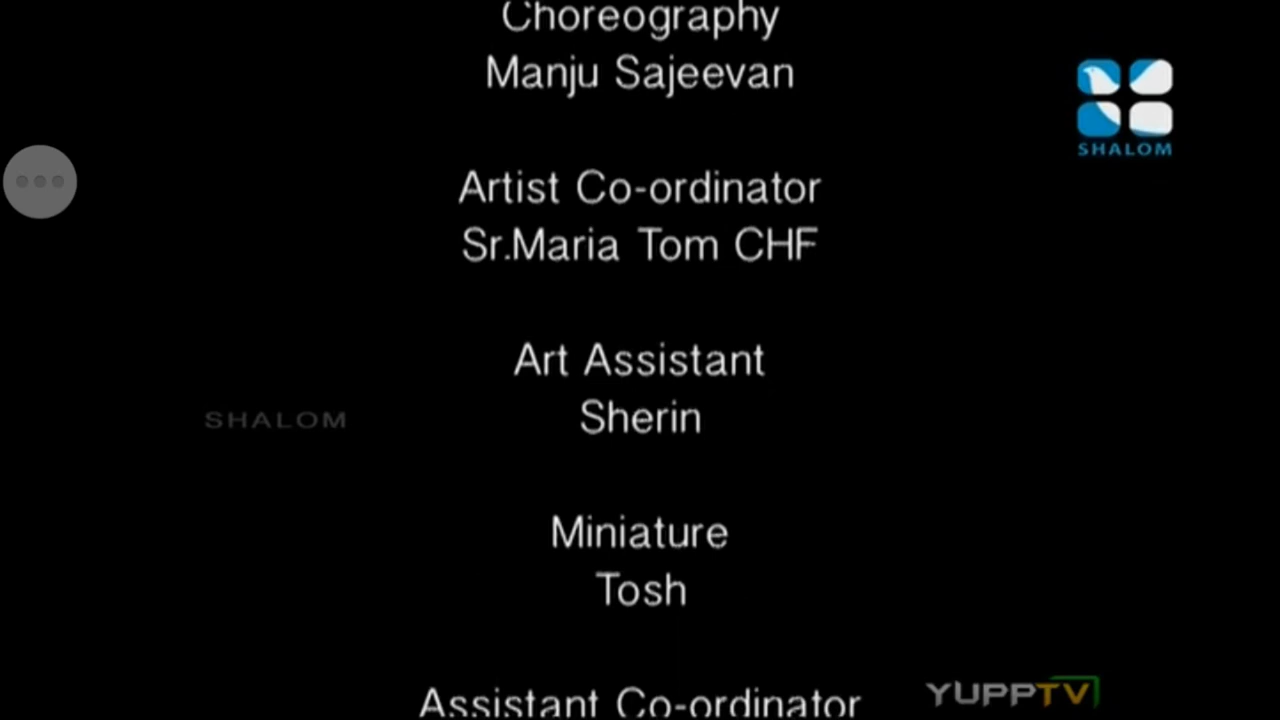 Choreography
Manju Sajeevan
SHALOM
Artist Co-ordinator
Sr.Maria Tom CHF
Art Assistant
Sherin
SHALOM
Miniature
Tosh
Assistant Co-ordinator
YUPPTV